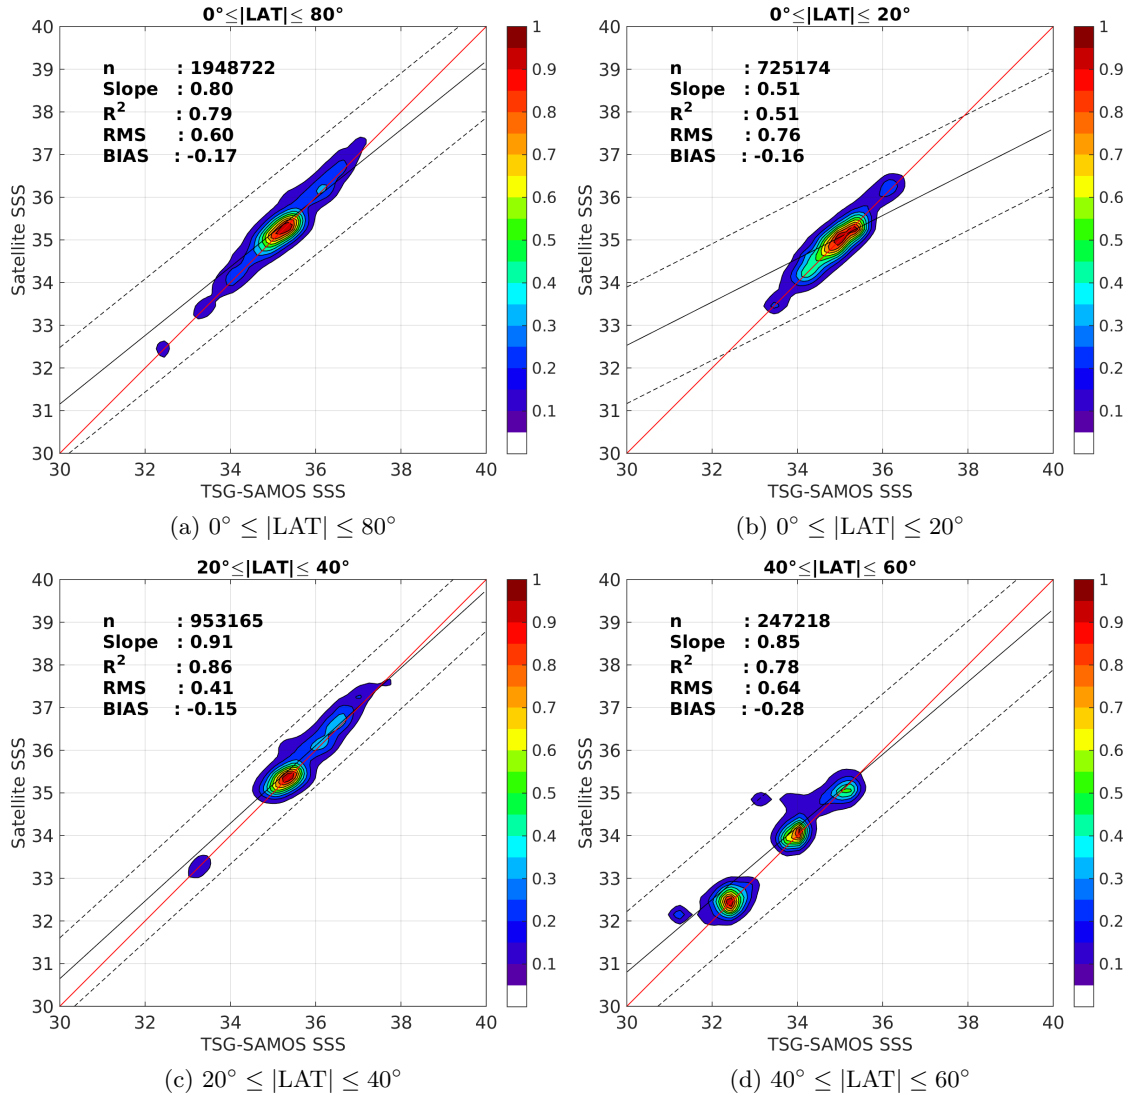 0°≤|LAT|≤ 80°
n : 1948722
Slope : 0.80
R² : 0.79
RMS : 0.60
BIAS : -0.17
40
39
38
37
36
35
34
33
32
31
30
Satellite SSS
30 32 34 36 38 40
TSG-SAMOS SSS
1
0.9
0.8
0.7
0.6
0.5
0.4
0.3
0.2
0.1
(a) 0° ≤ |LAT| ≤ 80°
0°≤|LAT|≤ 20°
n : 725174
Slope : 0.51
R² : 0.51
RMS : 0.76
BIAS : -0.16
40
39
38
37
36
35
34
33
32
31
30
Satellite SSS
30 32 34 36 38 40
TSG-SAMOS SSS
1
0.9
0.8
0.7
0.6
0.5
0.4
0.3
0.2
0.1
(b) 0° ≤ |LAT| ≤ 20°
20°≤|LAT|≤ 40°
n : 953165
Slope : 0.91
R² : 0.86
RMS : 0.41
BIAS : -0.15
40
39
38
37
36
35
34
33
32
31
30
Satellite SSS
30 32 34 36 38 40
TSG-SAMOS SSS
1
0.9
0.8
0.7
0.6
0.5
0.4
0.3
0.2
0.1
(c) 20° ≤ |LAT| ≤ 40°
40°≤|LAT|≤ 60°
n : 247218
Slope : 0.85
R² : 0.78
RMS : 0.64
BIAS : -0.28
40
39
38
37
36
35
34
33
32
31
30
Satellite SSS
30 32 34 36 38 40
TSG-SAMOS SSS
1
0.9
0.8
0.7
0.6
0.5
0.4
0.3
0.2
0.1
(d) 40° ≤ |LAT| ≤ 60°